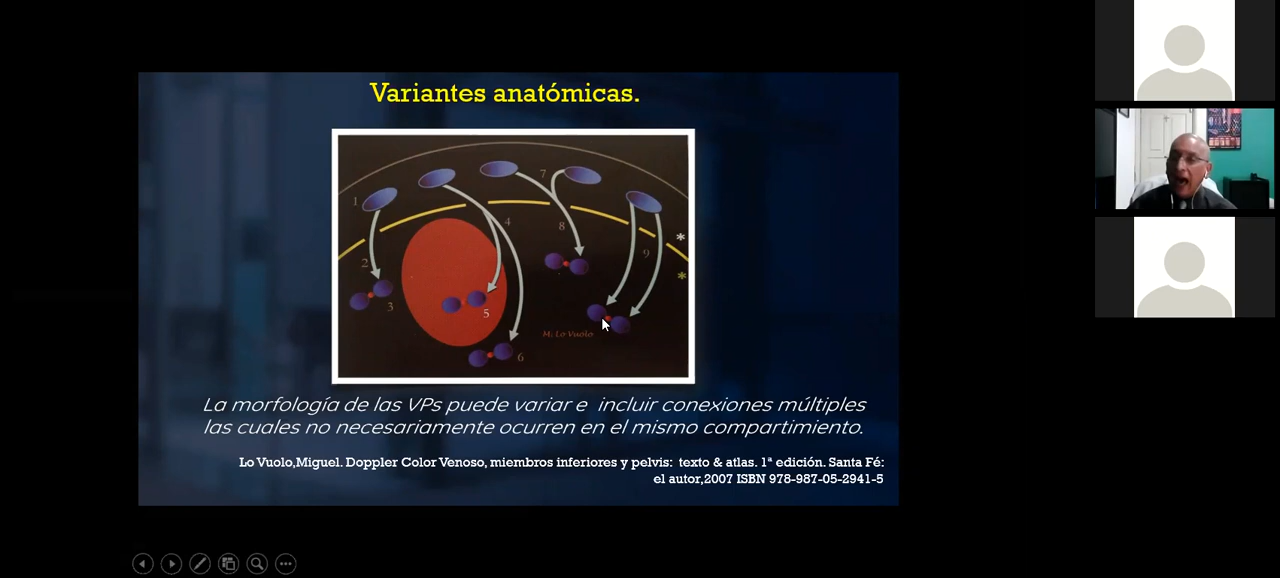 Variantes anatómicas.
1
2
3
4
5
6
7
8
9
*
*
M. Lo Vuolo
La morfología de las VPs puede variar e incluir conexiones múltiples
las cuales no necesariamente ocurren en el mismo compartimiento.
Lo Vuolo,Miguel. Doppler Color Venoso, miembros inferiores y pelvis: texto & atlas. 1ª edición. Santa Fé:
el autor,2007 ISBN 978-987-05-2941-5